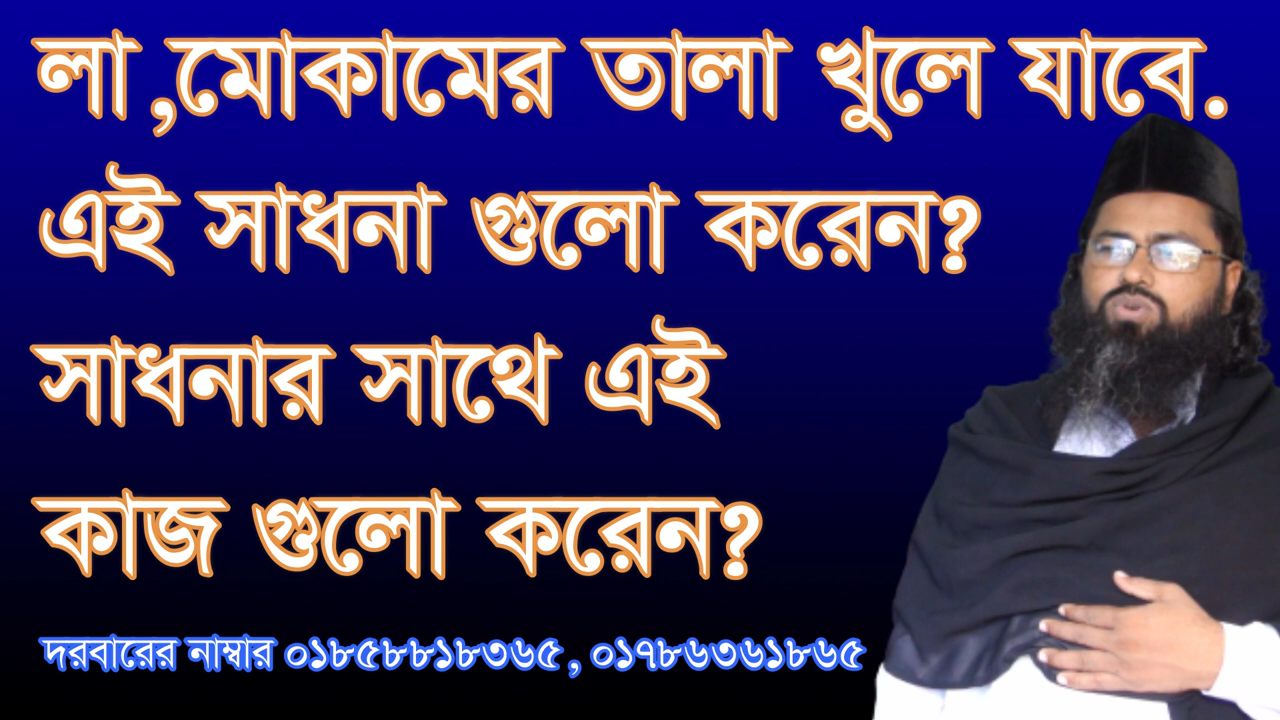 লা ,মোকামের তালা খুলে যাবে.
এই সাধনা গুলো করেন?
সাধনার সাথে এই
কাজ গুলো করেন?
দরবারের নাম্বার ০১৮৫৮৮১৮৩৬৫ , ০১৭৮৬৩৬১৮৬৫